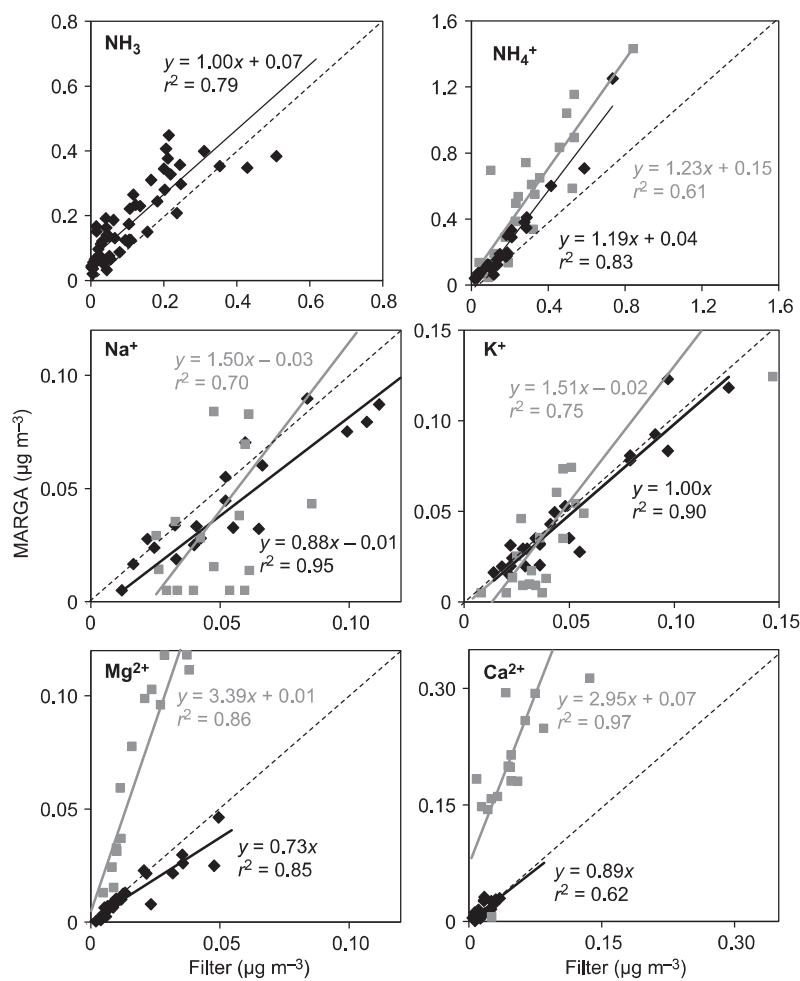 0.8
0.6
0.4
0.2
0
0
0.2
0.4
0.6
0.8
NH₃
y = 1.00x + 0.07
r² = 0.79
1.6
1.2
0.8
0.4
0
0
0.4
0.8
1.2
1.6
NH₄⁺
y = 1.23x + 0.15
r² = 0.61
y = 1.19x + 0.04
r² = 0.83
MARGA (µg m⁻³)
0.10
0.05
0
0
0.05
0.10
Na⁺
y = 1.50x – 0.03
r² = 0.70
y = 0.88x – 0.01
r² = 0.95
0.15
0.10
0.05
0
0
0.05
0.10
0.15
K⁺
y = 1.51x – 0.02
r² = 0.75
y = 1.00x
r² = 0.90
0.10
0.05
0
0
0.05
0.10
Mg²⁺
y = 3.39x + 0.01
r² = 0.86
y = 0.73x
r² = 0.85
Filter (µg m⁻³)
0.30
0.15
0
0
0.15
0.30
Ca²⁺
y = 2.95x + 0.07
r² = 0.97
y = 0.89x
r² = 0.62
Filter (µg m⁻³)